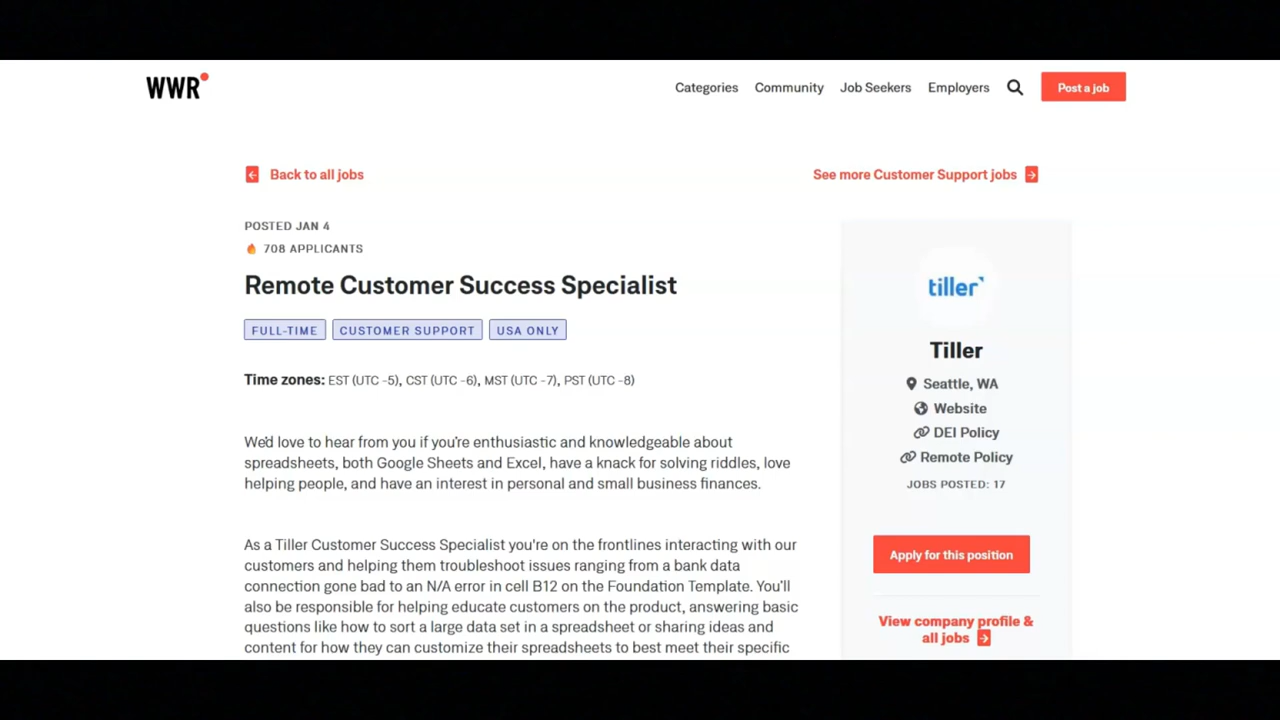 WWR
Categories Community Job Seekers Employers Post a job
Back to all jobs
See more Customer Support jobs
POSTED JAN 4
708 APPLICANTS
Remote Customer Success Specialist
FULL-TIME CUSTOMER SUPPORT USA ONLY
Time zones: EST (UTC -5), CST (UTC -6), MST (UTC -7), PST (UTC -8)
We'd love to hear from you if you're enthusiastic and knowledgeable about
spreadsheets, both Google Sheets and Excel, have a knack for solving riddles, love
helping people, and have an interest in personal and small business finances.
As a Tiller Customer Success Specialist you're on the frontlines interacting with our
customers and helping them troubleshoot issues ranging from a bank data
connection gone bad to an N/A error in cell B12 on the Foundation Template. You'll
also be responsible for helping educate customers on the product, answering basic
questions like how to sort a large data set in a spreadsheet or sharing ideas and
content for how they can customize their spreadsheets to best meet their specific
tiller
Tiller
Seattle, WA
Website
DEI Policy
Remote Policy
JOBS POSTED: 17
Apply for this position
View company profile &
all jobs